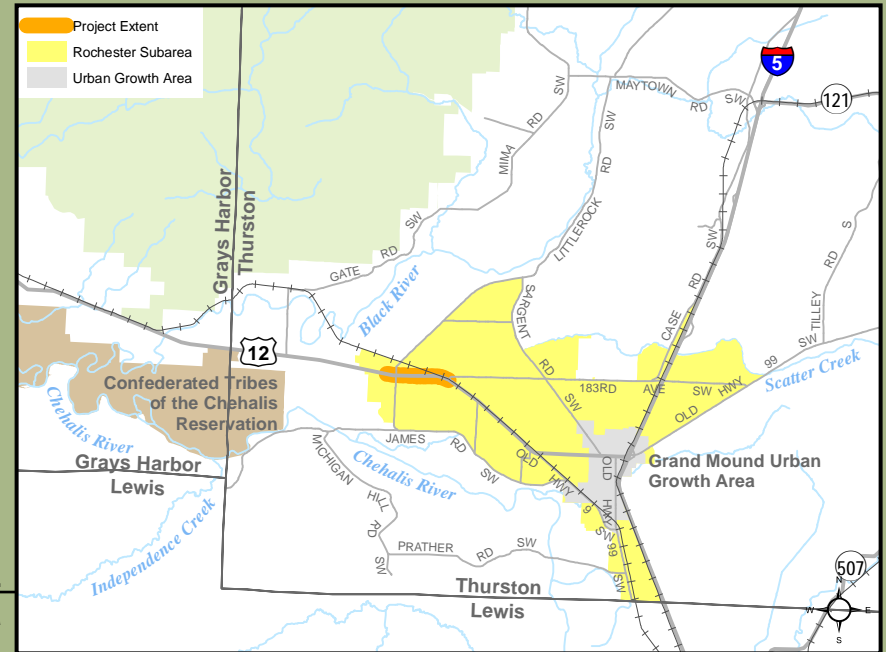 Project Extent
Rochester Subarea
Urban Growth Area
5
121
MAYTOWN
RD
SW
SW
MIMA
RD
SW
LITTLEROCK
RD
SW
GATE
RD
Grays Harbor
Thurston
Black River
SARGENT
RD
SW
CASE
RD
SW
TILLEY
RD
S
SW
12
183RD
AVE
SW
OLD
HWY
99
Scatter Creek
Confederated Tribes
of the Chehalis
Reservation
Chehalis River
JAMES
RD
SW
OLD
HWY
9
SW
OLD
HWY
99
SW
Grand Mound Urban
Growth Area
Grays Harbor
Lewis
MICHIGAN
HILL
RD
SW
Chehalis River
Independence Creek
PRATHER
RD
SW
Thurston
Lewis
507
N
W
E
S